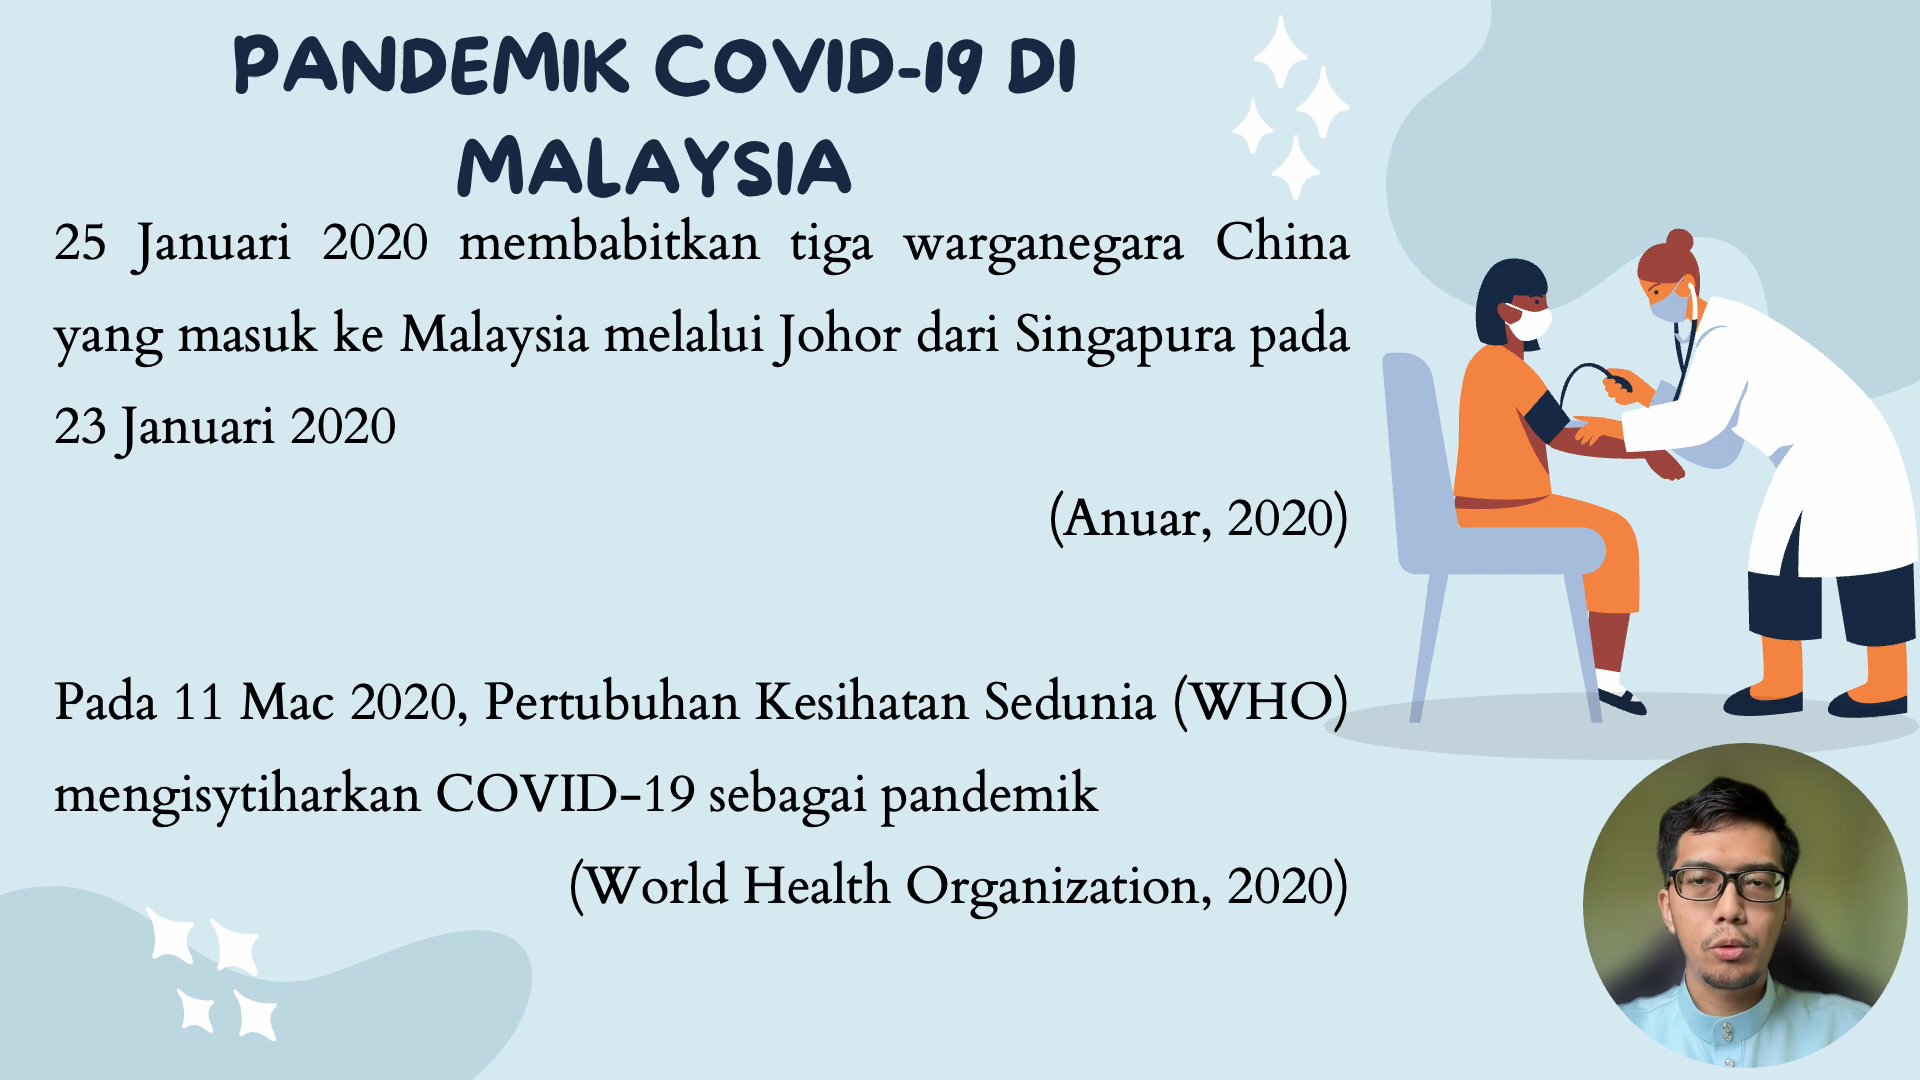 PANDEMIK COVID-19 DI
MALAYSIA
25 Januari 2020 membabitkan tiga warganegara China
yang masuk ke Malaysia melalui Johor dari Singapura pada
23 Januari 2020
(Anuar, 2020)
Pada 11 Mac 2020, Pertubuhan Kesihatan Sedunia (WHO)
mengisytiharkan COVID-19 sebagai pandemik
(World Health Organization, 2020)